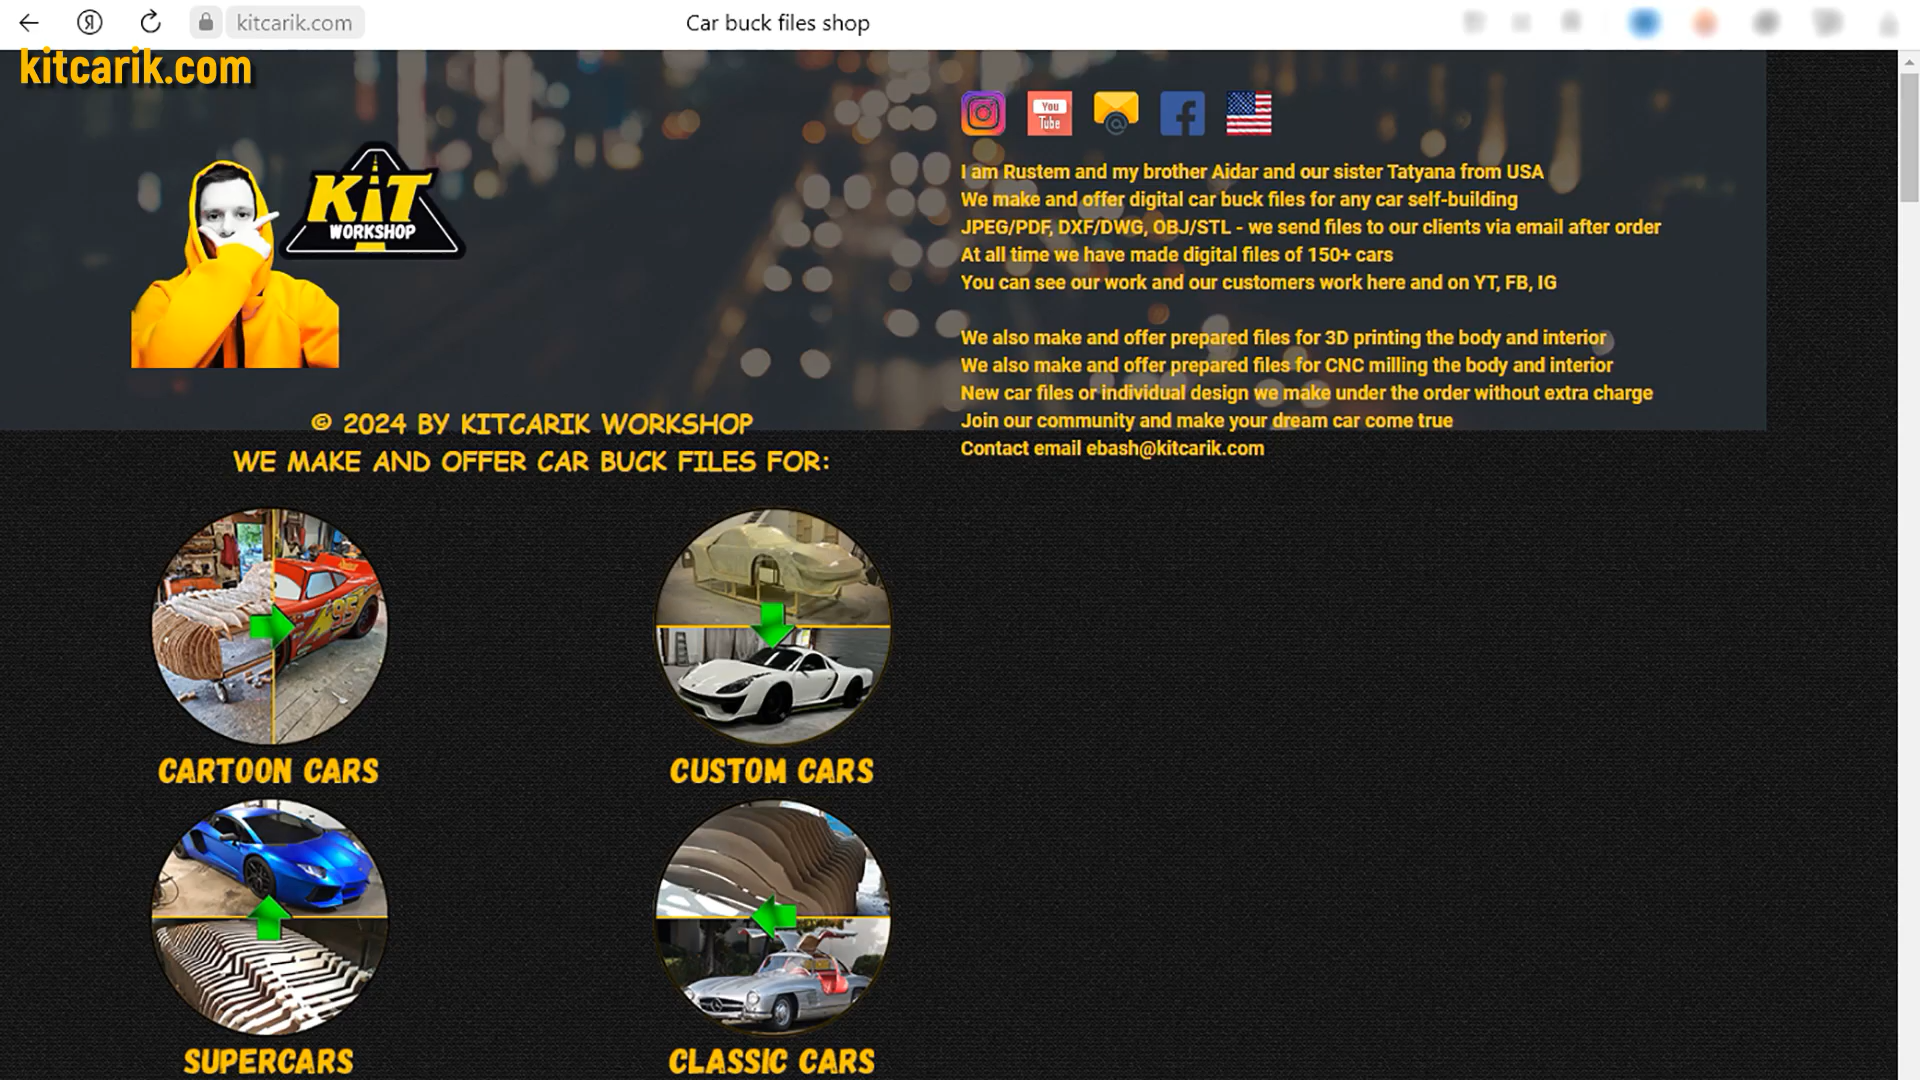 kitcarik.com
Car buck files shop
kitcarik.com
You
Tube
@
KiT
WORKSHOP
I am Rustem and my brother Aidar and our sister Tatyana from USA
We make and offer digital car buck files for any car self-building
JPEG/PDF, DXF/DWG, OBJ/STL - we send files to our clients via email after order
At all time we have made digital files of 150+ cars
You can see our work and our customers work here and on YT, FB, IG
We also make and offer prepared files for 3D printing the body and interior
We also make and offer prepared files for CNC milling the body and interior
New car files or individual design we make under the order without extra charge
Join our community and make your dream car come true
Contact email ebash@kitcarik.com
© 2024 BY KITCARIK WORKSHOP
WE MAKE AND OFFER CAR BUCK FILES FOR:
95
CARTOON CARS
CUSTOM CARS
SUPERCARS
CLASSIC CARS